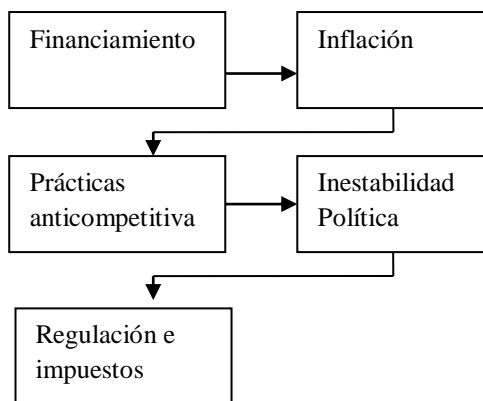 Financiamiento
Inflación
Prácticas
anticompetitiva
Inestabilidad
Política
Regulación e
impuestos